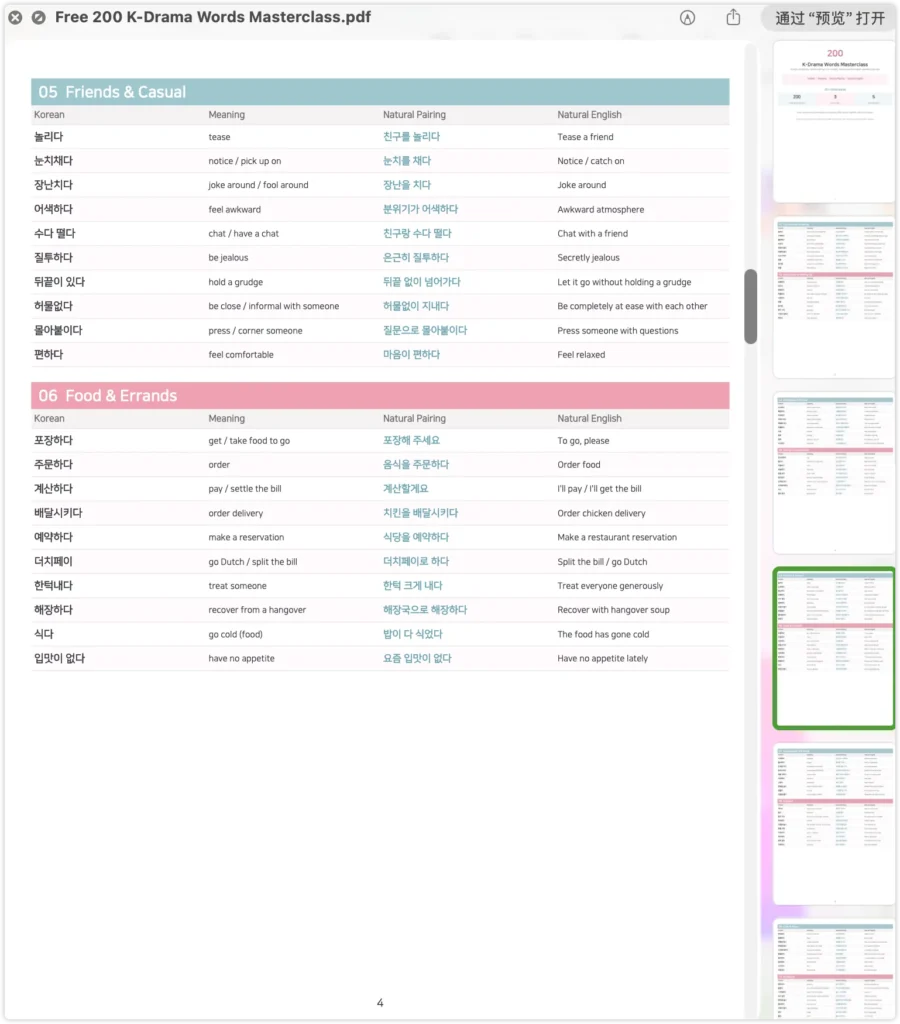 Free 200 K-Drama Words Masterclass.pdf
通过“预览”打开
05 Friends & Casual
Korean Meaning Natural Pairing Natural English
놀리다 tease 친구를 놀리다 Tease a friend
눈치채다 notice / pick up on 눈치를 채다 Notice / catch on
장난치다 joke around / fool around 장난을 치다 Joke around
어색하다 feel awkward 분위기가 어색하다 Awkward atmosphere
수다 떨다 chat / have a chat 친구랑 수다 떨다 Chat with a friend
질투하다 be jealous 은근히 질투하다 Secretly jealous
뒤끝이 있다 hold a grudge 뒤끝 없이 넘어가다 Let it go without holding a grudge
허물없다 be close / informal with someone 허물없이 지내다 Be completely at ease with each other
몰아붙이다 press / corner someone 질문으로 몰아붙이다 Press someone with questions
편하다 feel comfortable 마음이 편하다 Feel relaxed
06 Food & Errands
Korean Meaning Natural Pairing Natural English
포장하다 get / take food to go 포장해 주세요 To go, please
주문하다 order 음식을 주문하다 Order food
계산하다 pay / settle the bill 계산할게요 I'll pay / I'll get the bill
배달시키다 order delivery 치킨을 배달시키다 Order chicken delivery
예약하다 make a reservation 식당을 예약하다 Make a restaurant reservation
더치페이 go Dutch / split the bill 더치페이로 하다 Split the bill / go Dutch
한턱내다 treat someone 한턱 크게 내다 Treat everyone generously
해장하다 recover from a hangover 해장국으로 해장하다 Recover with hangover soup
식다 go cold (food) 밥이 다 식었다 The food has gone cold
입맛이 없다 have no appetite 요즘 입맛이 없다 Have no appetite lately
4
200
K-Drama Words Masterclass